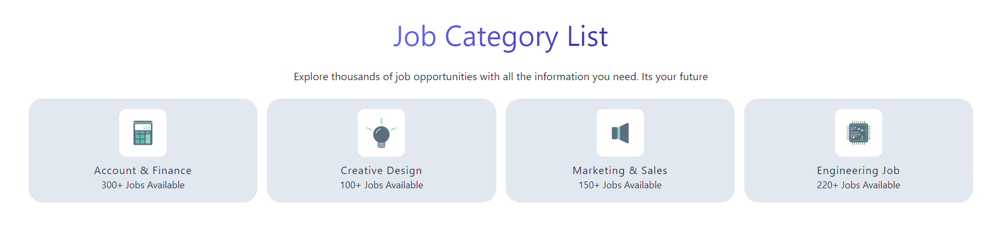 Job Category List
Explore thousands of job opportunities with all the information you need. Its your future
123
Account & Finance
300+ Jobs Available
Creative Design
100+ Jobs Available
Marketing & Sales
150+ Jobs Available
Engineering Job
220+ Jobs Available